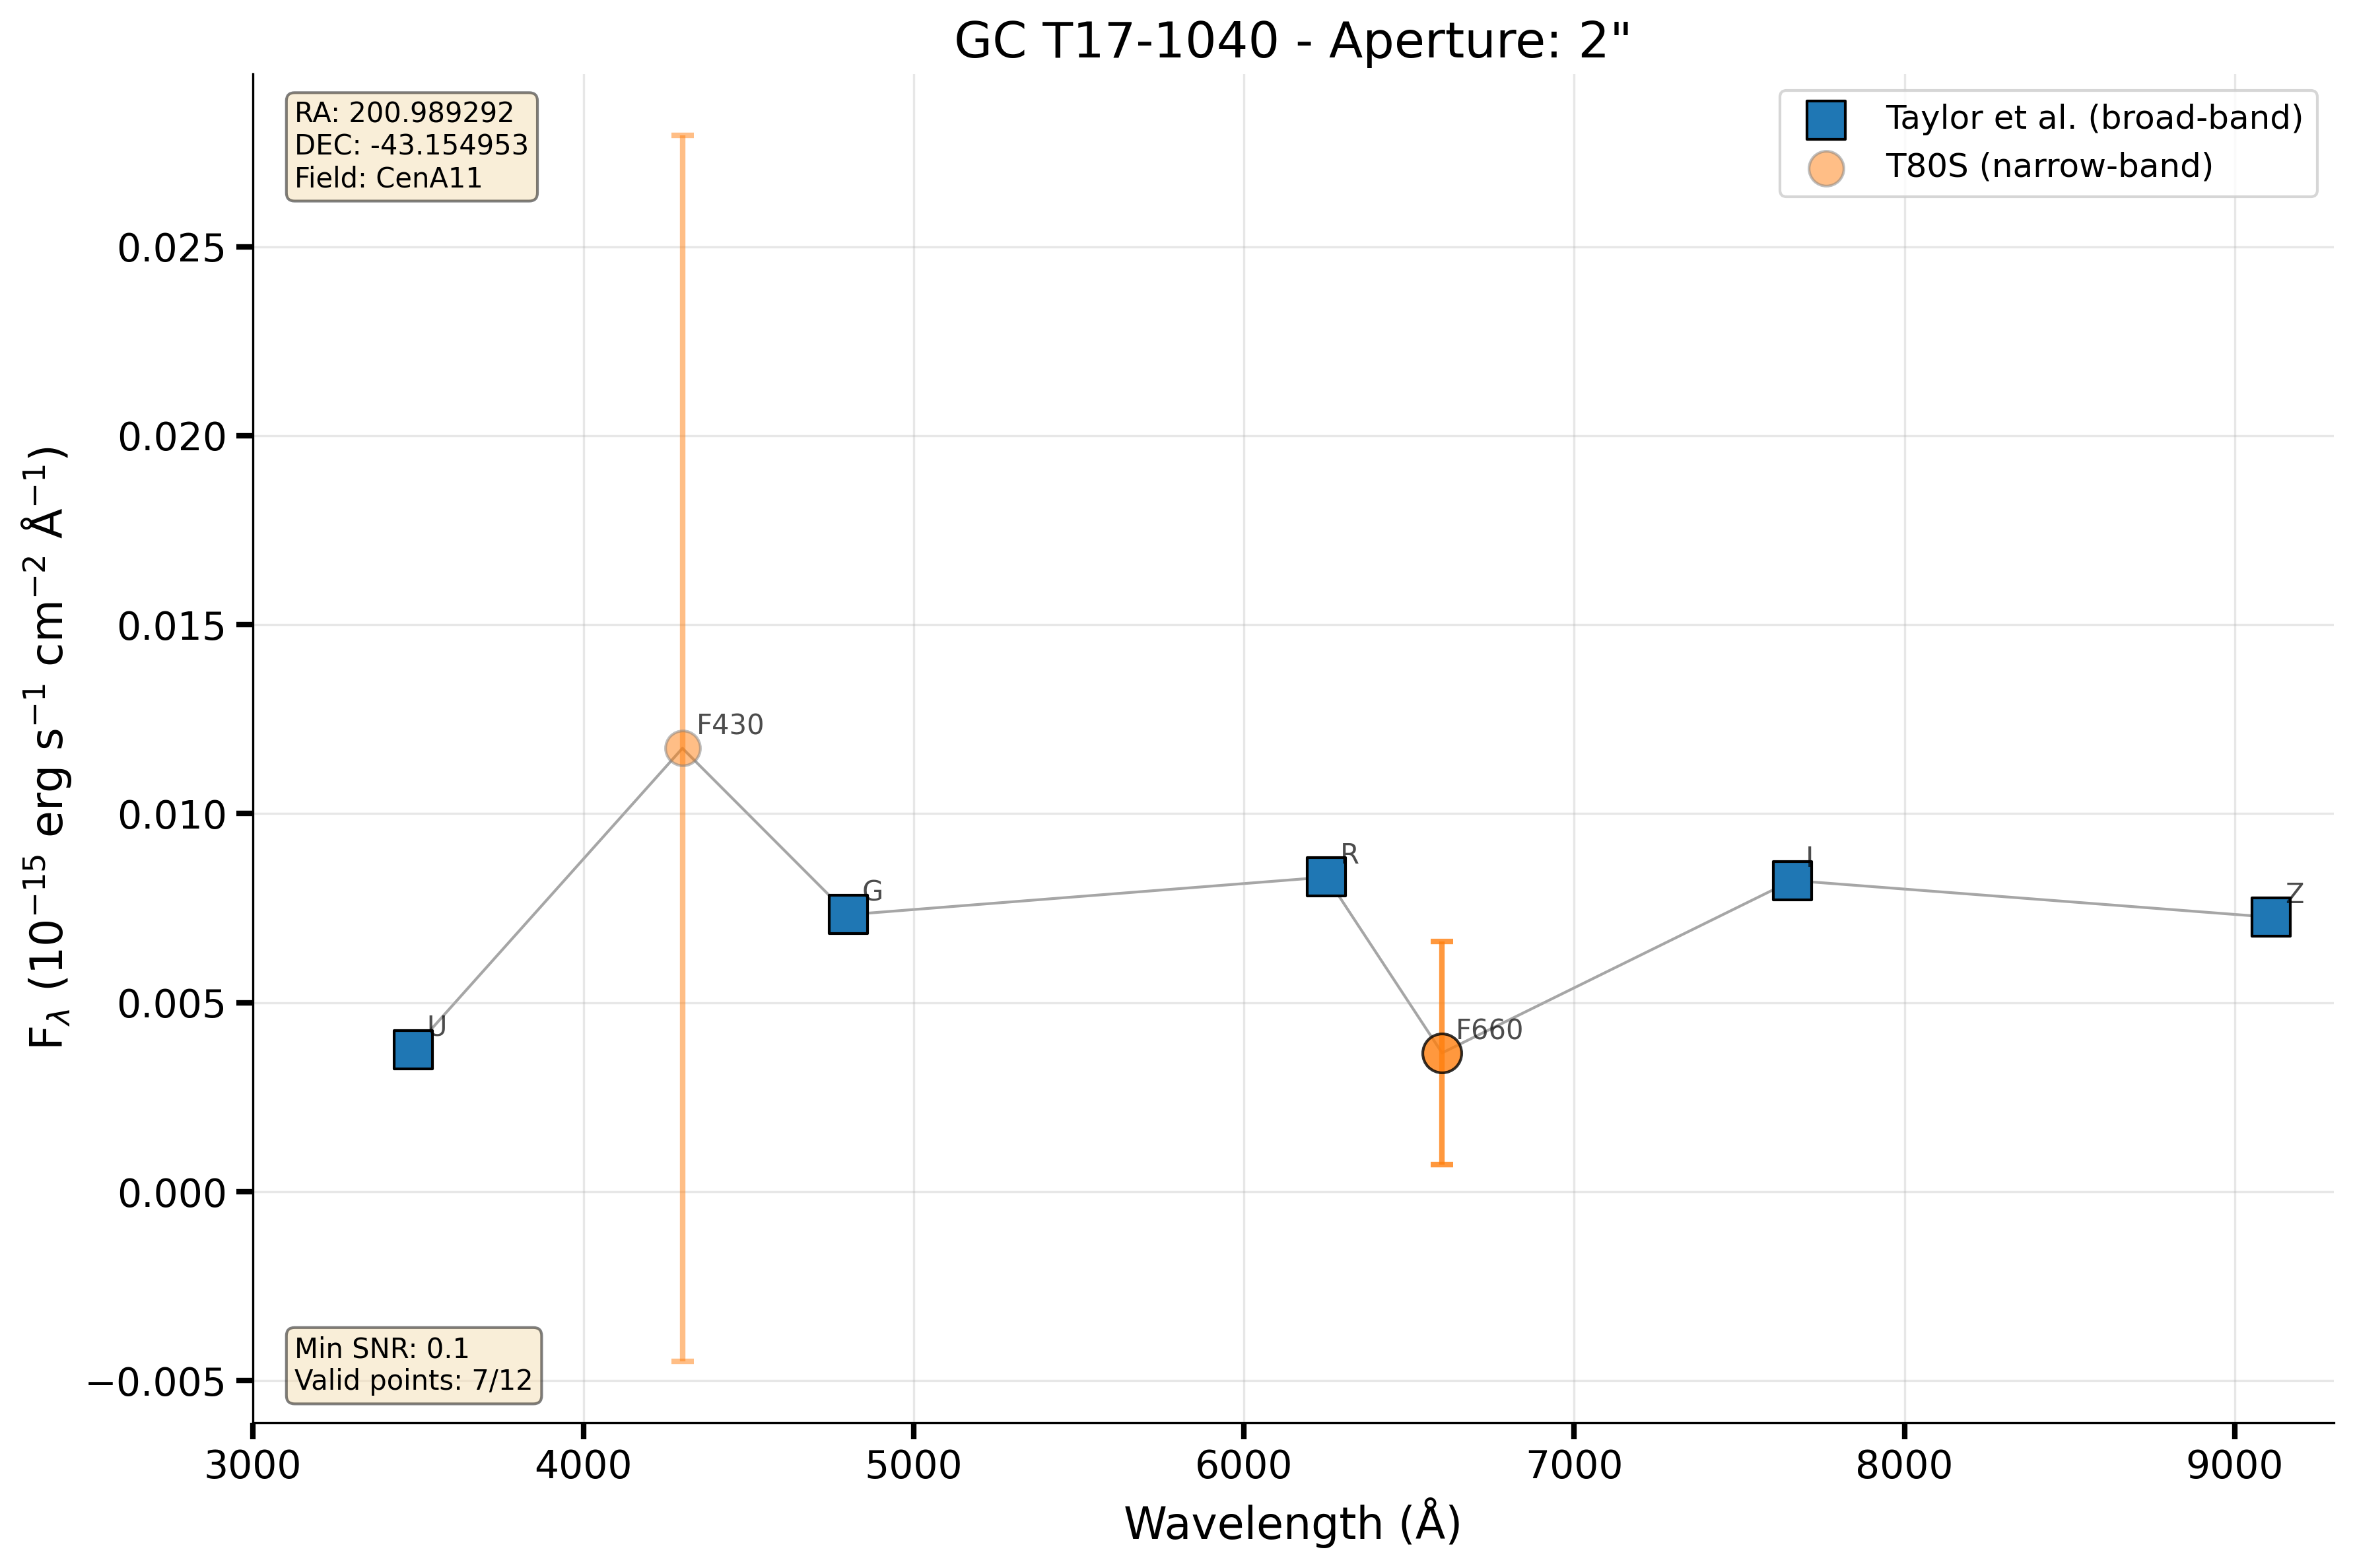 GC T17-1040 - Aperture: 2"
RA: 200.989292
DEC: -43.154953
Field: CenA11
Taylor et al. (broad-band)
T80S (narrow-band)
0.025
0.020
0.015
0.010
0.005
0.000
−0.005
F430
G
R
I
Z
U
F660
Min SNR: 0.1
Valid points: 7/12
3000
4000
5000
6000
7000
8000
9000
Wavelength (Å)
Fλ (10⁻¹⁵ erg s⁻¹ cm⁻² Å⁻¹)